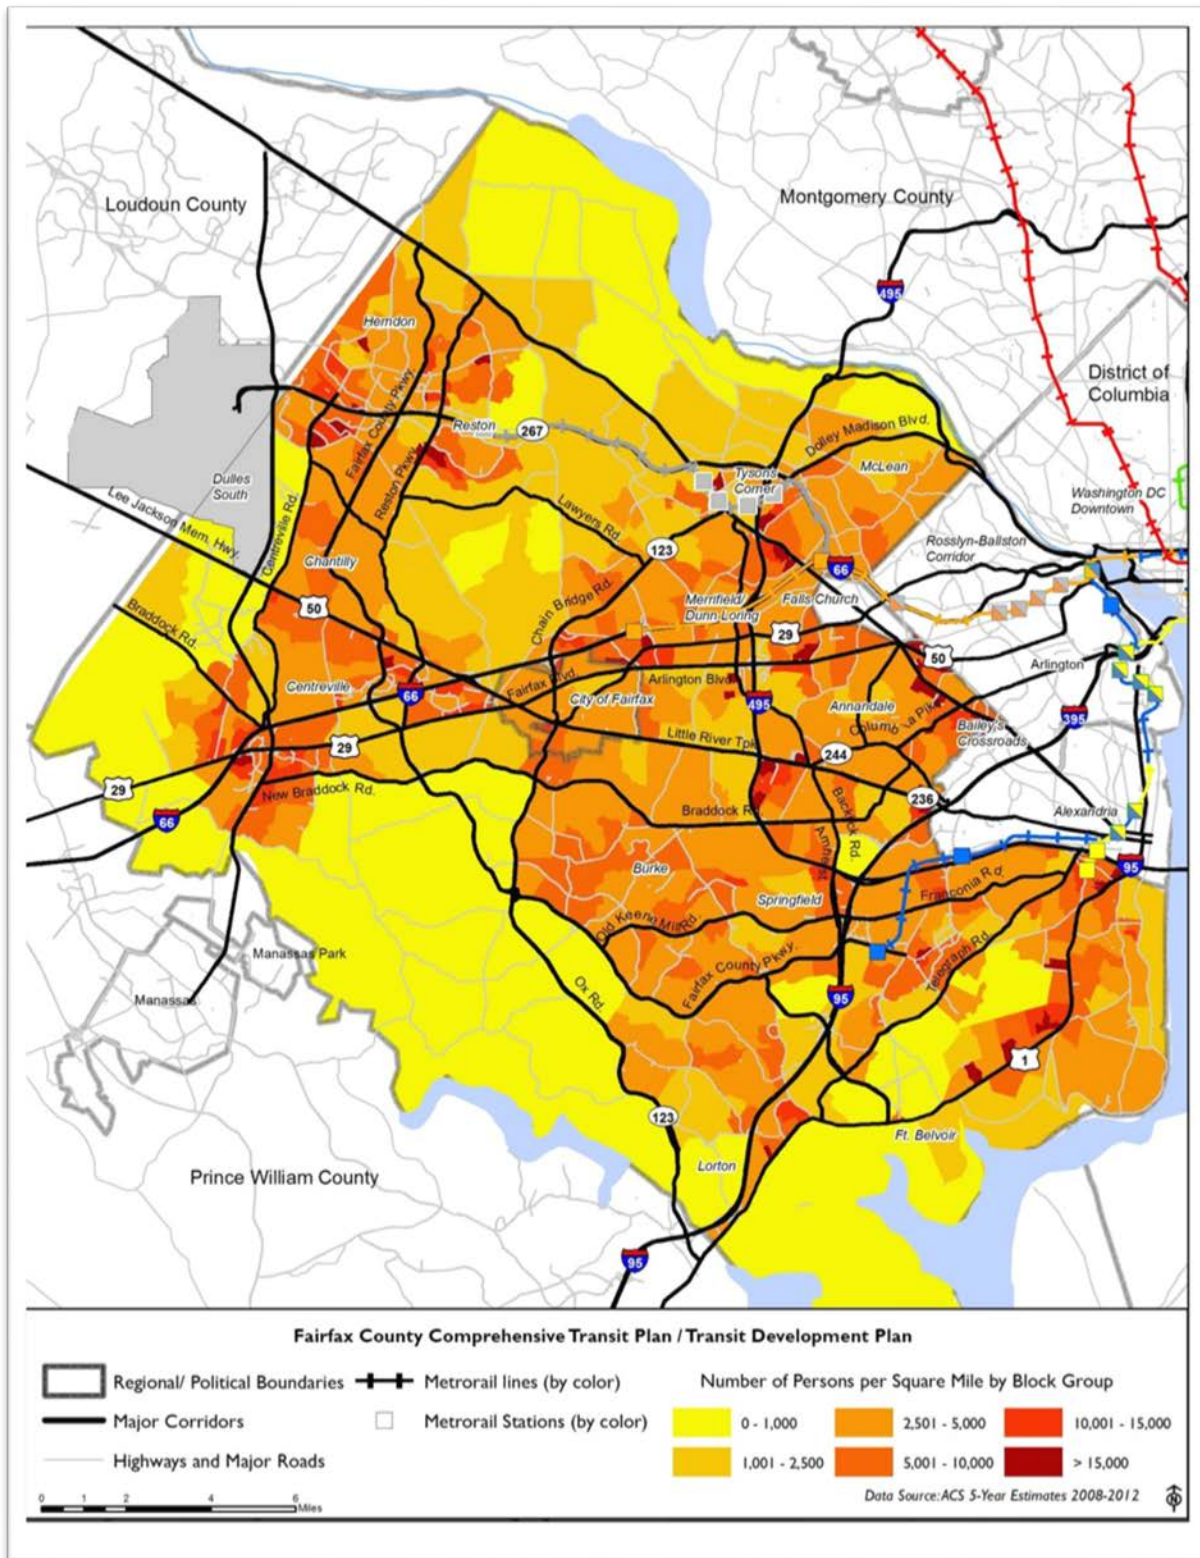 Loudoun County
Montgomery County
495
District of
Columbia
Herndon
Fairfax County Pkwy.
Reston
267
Reston Pkwy.
Dolley Madison Blvd.
McLean
Tysons
Corner
Dulles
South
Washington DC
Downtown
Lee Jackson Mem. Hwy.
Centreville Rd.
Lawyers Rd.
123
Rosslyn-Ballston
Corridor
Chantilly
66
50
Chain Bridge Rd.
Merrifield/
Dunn Loring
Falls Church
Braddock Rd.
29
50
Arlington
Centreville
66
Fairfax Blvd.
City of Fairfax
Arlington Blvd.
495
Annandale
Columbia Pike
395
Bailey's
Crossroads
29
Little River Tpk.
244
29
New Braddock Rd.
236
66
Braddock Rd.
Backlick Rd.
Alexandria
Amherst
Burke
95
Springfield
Franconia Rd.
Old Keene Mill Rd.
Manassas Park
Telegraph Rd.
Fairfax County Pkwy.
Manassas
Ox Rd.
95
1
123
Ft. Belvoir
Lorton
Prince William County
95
Fairfax County Comprehensive Transit Plan / Transit Development Plan
Regional/ Political Boundaries
Metrorail lines (by color)
Number of Persons per Square Mile by Block Group
Major Corridors
Metrorail Stations (by color)
0 - 1,000
2,501 - 5,000
10,001 - 15,000
Highways and Major Roads
1,001 - 2,500
5,001 - 10,000
> 15,000
0 1 2 4 6
Miles
Data Source: ACS 5-Year Estimates 2008-2012